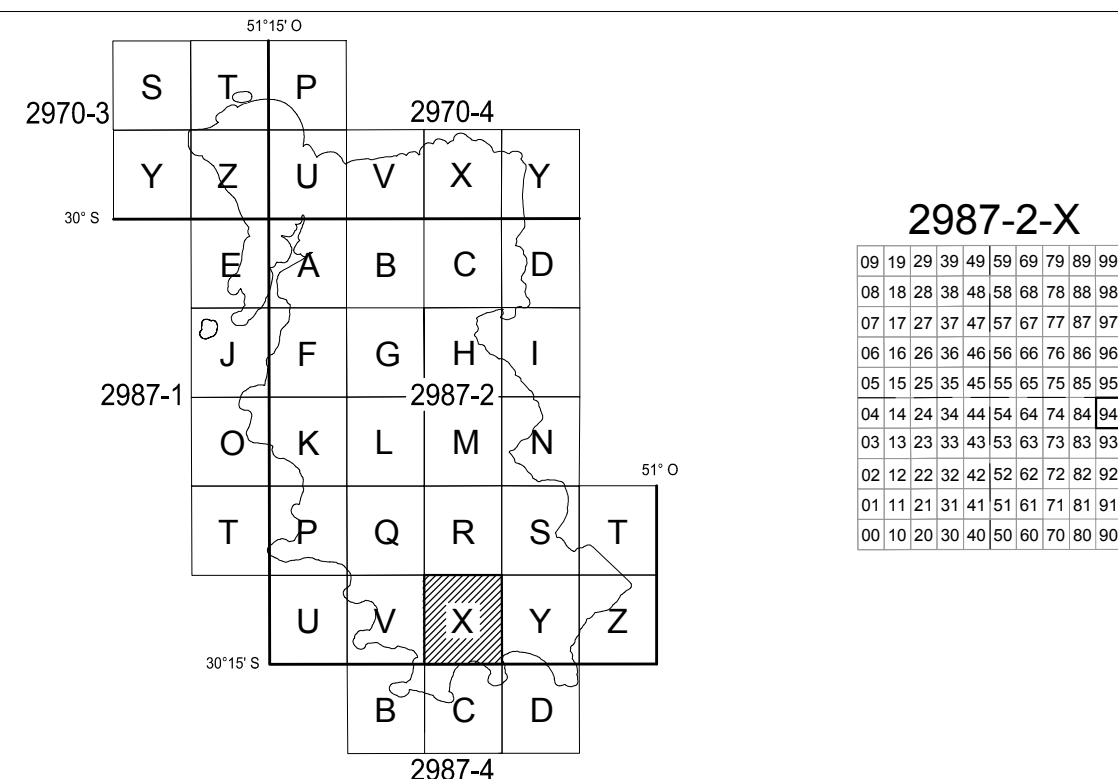 51°15' O
S T P
2970-3 2970-4
Y Z U V X Y
30° S
E A B C D
J F G H I
2987-1 2987-2
O K L M N
51° O
T P Q R S T
U V X Y Z
30°15' S
B C D
2987-4
2987-2-X
09 19 29 39 49 59 69 79 89 99
08 18 28 38 48 58 68 78 88 98
07 17 27 37 47 57 67 77 87 97
06 16 26 36 46 56 66 76 86 96
05 15 25 35 45 55 65 75 85 95
04 14 24 34 44 54 64 74 84 94
03 13 23 33 43 53 63 73 83 93
02 12 22 32 42 52 62 72 82 92
01 11 21 31 41 51 61 71 81 91
00 10 20 30 40 50 60 70 80 90